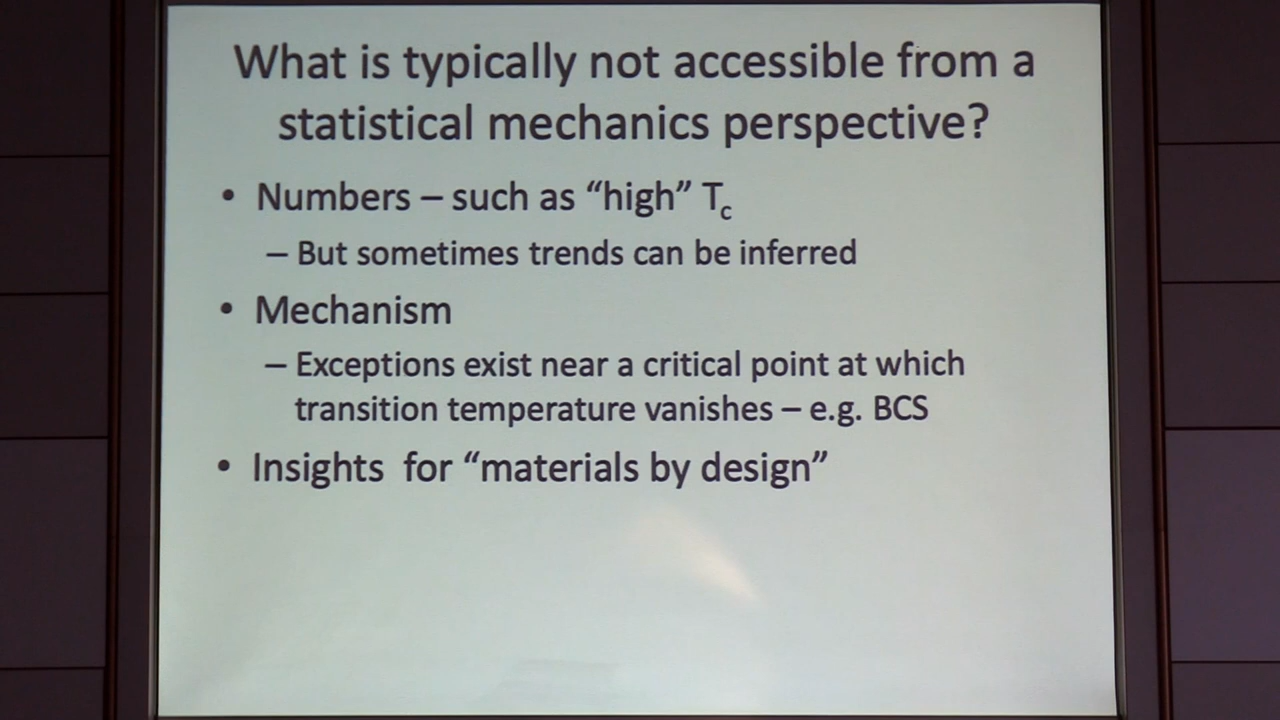 What is typically not accessible from a
statistical mechanics perspective?
• Numbers – such as “high” Tc
– But sometimes trends can be inferred
• Mechanism
– Exceptions exist near a critical point at which
transition temperature vanishes – e.g. BCS
• Insights for “materials by design”